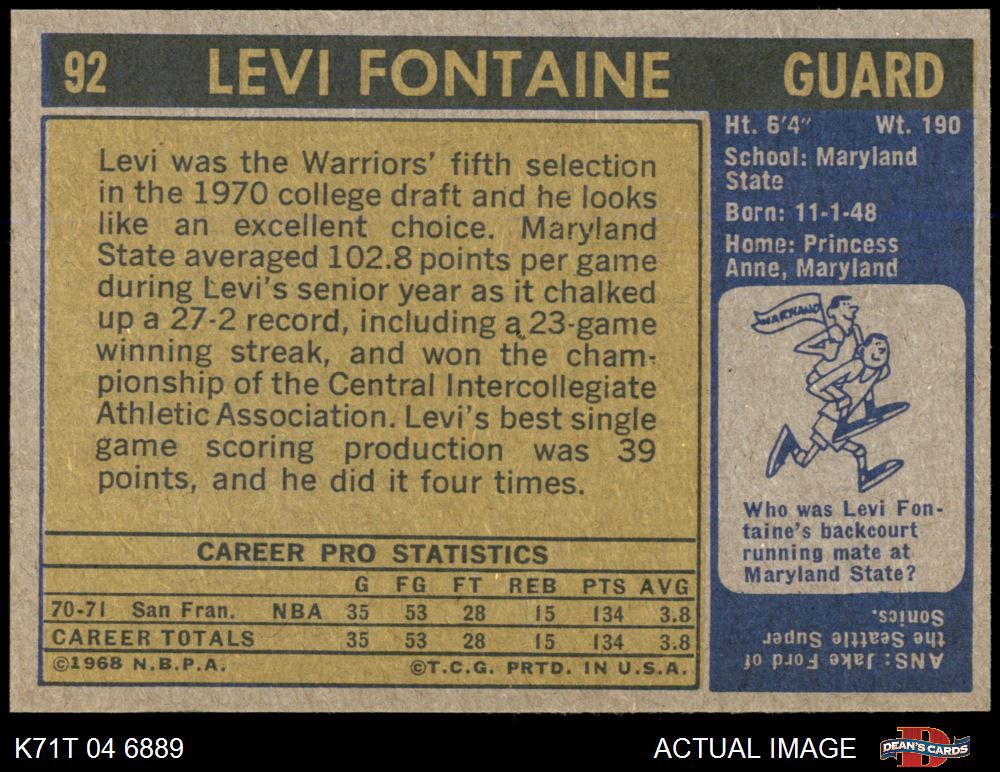 92 LEVI FONTAINE GUARD
Levi was the Warriors' fifth selection
in the 1970 college draft and he looks
like an excellent choice. Maryland
State averaged 102.8 points per game
during Levi's senior year as it chalked
up a 27-2 record, including a 23-game
winning streak, and won the cham-
pionship of the Central Intercollegiate
Athletic Association. Levi's best single
game scoring production was 39
points, and he did it four times.
CAREER PRO STATISTICS
G FG FT REB PTS AVG
70-71 San Fran. NBA 35 53 28 15 134 3.8
CAREER TOTALS 35 53 28 15 134 3.8
©1968 N.B.P.A. ©T.C.G. PRTD. IN U.S.A.
Ht. 6'4" Wt. 190
School: Maryland
State
Born: 11-1-48
Home: Princess
Anne, Maryland
MARYLAND
Who was Levi Fon-
taine's backcourt
running mate at
Maryland State?
ANS: Jake Ford of
the Seattle Super
Sonics.
K71T 04 6889 ACTUAL IMAGE DEAN'S CARDS